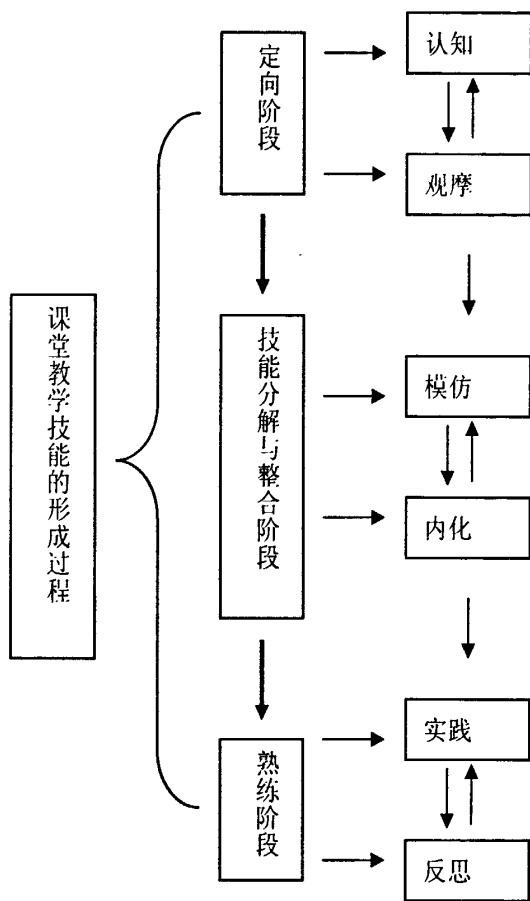 课堂教学技能的形成过程
定向阶段
认知
观摩
技能分解与整合阶段
模仿
内化
熟练阶段
实践
反思